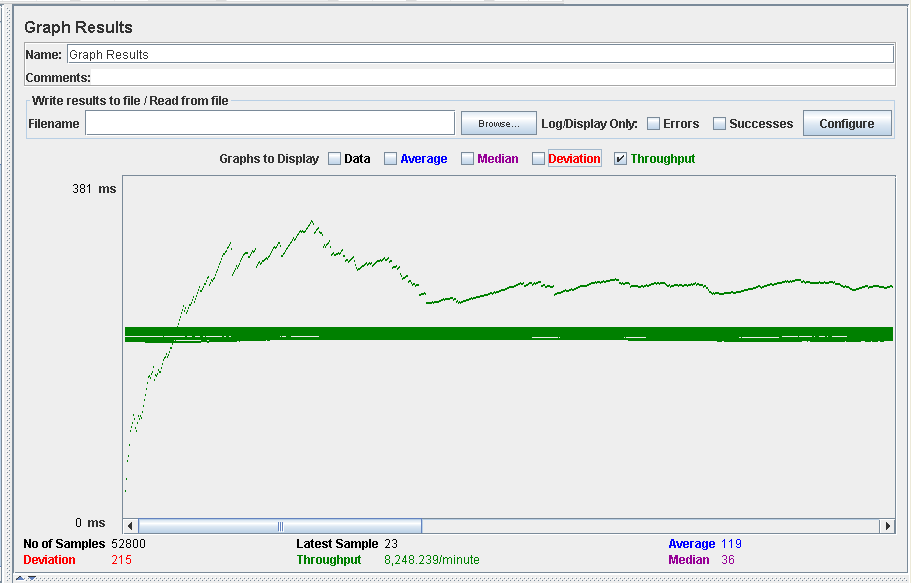 Graph Results
Name: Graph Results
Comments:
Write results to file / Read from file
Filename Browse... Log/Display Only: Errors Successes Configure
Graphs to Display Data Average Median Deviation Throughput
381 ms
0 ms
No of Samples 52800 Latest Sample 23 Average 119
Deviation 215 Throughput 8,248.239/minute Median 36